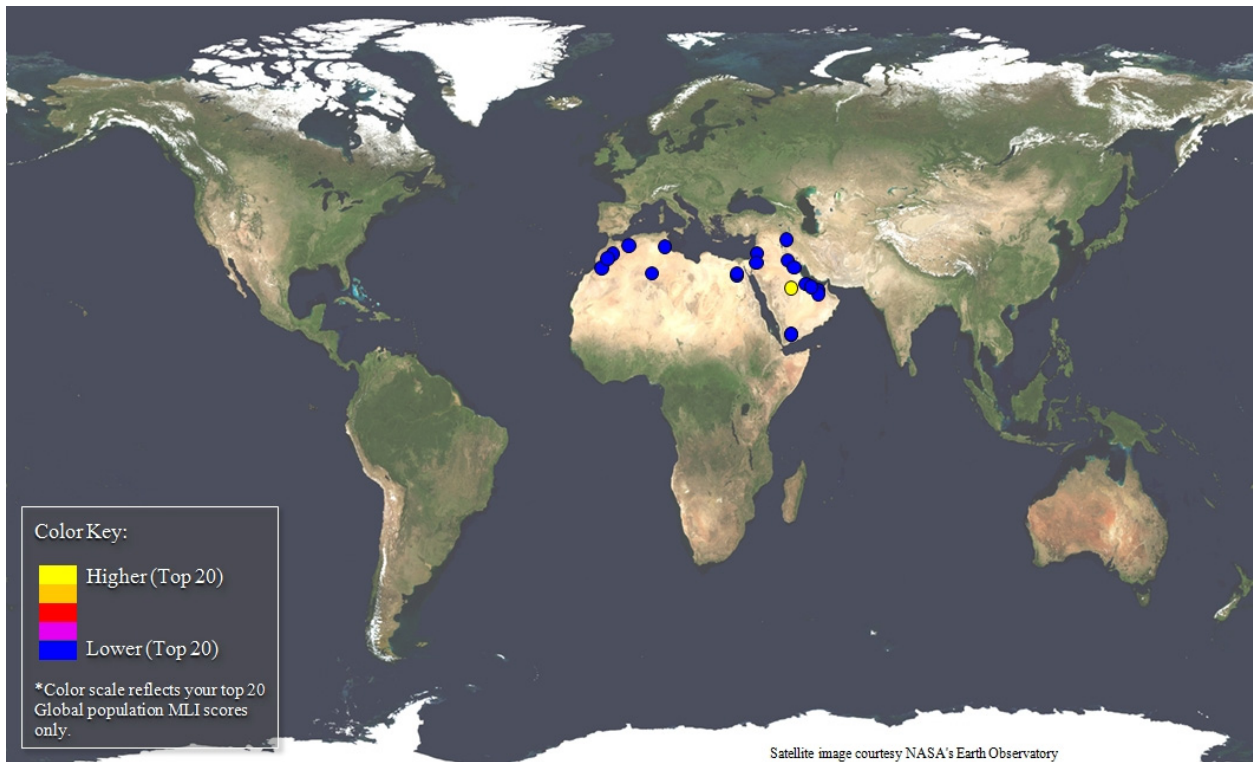 Color Key:
Higher (Top 20)
Lower (Top 20)
*Color scale reflects your top 20
Global population MLI scores
only.
Satellite image courtesy NASA's Earth Observatory